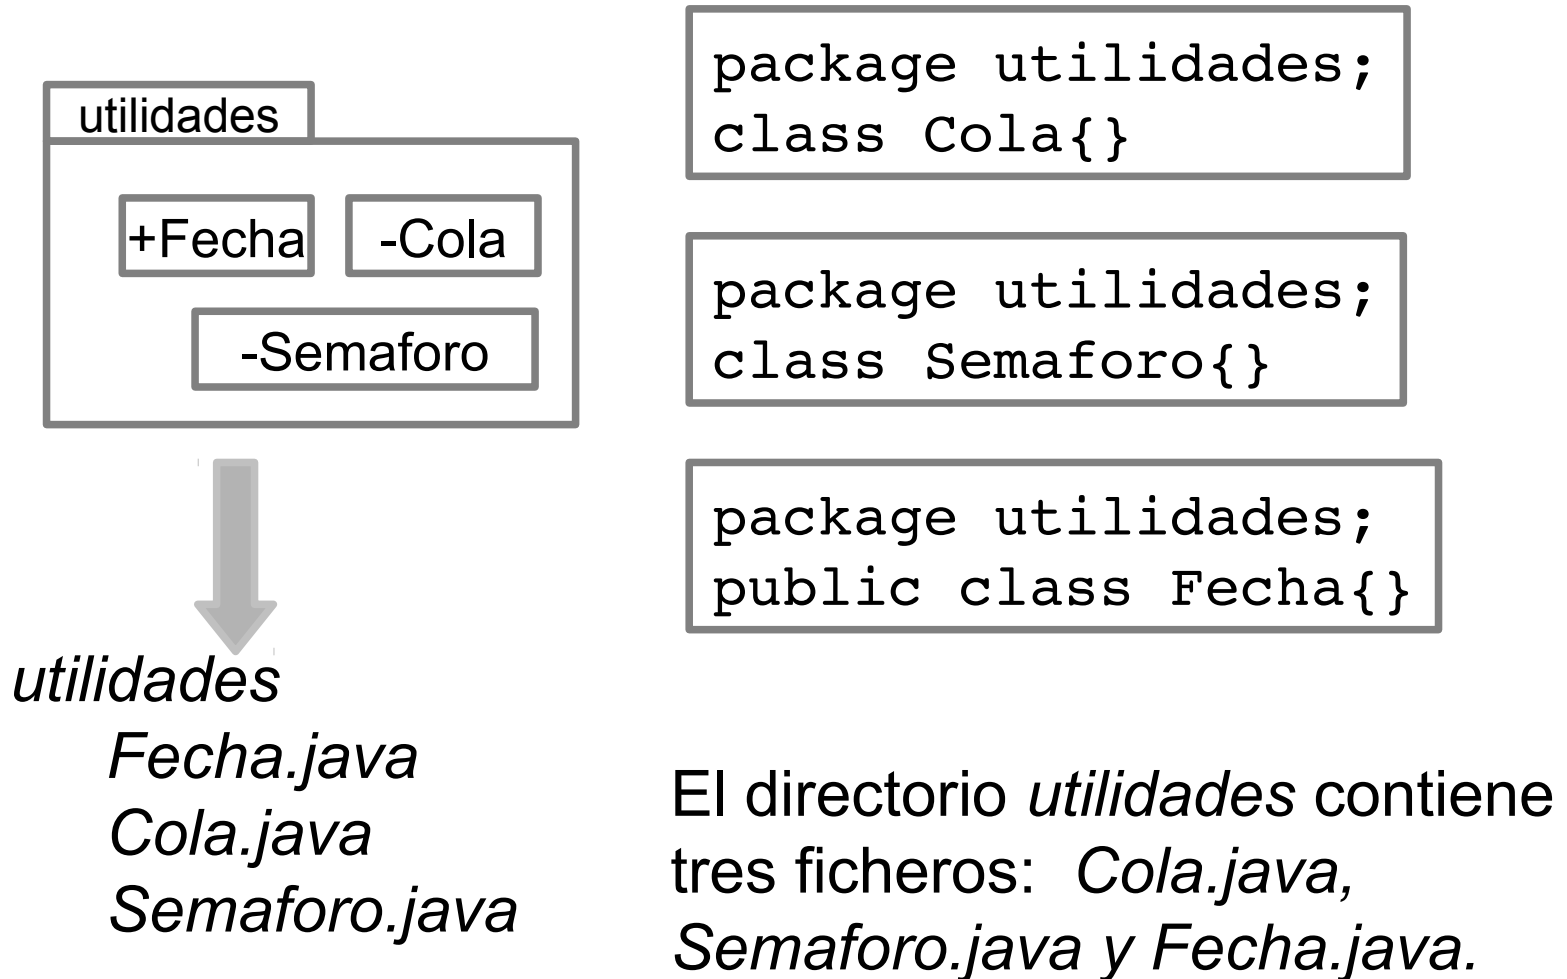 utilidades
+Fecha
-Cola
-Semaforo
utilidades
Fecha.java
Cola.java
Semaforo.java
package utilidades;
class Cola{}
package utilidades;
class Semaforo{}
package utilidades;
public class Fecha{}
El directorio utilidades contiene
tres ficheros: Cola.java,
Semaforo.java y Fecha.java.